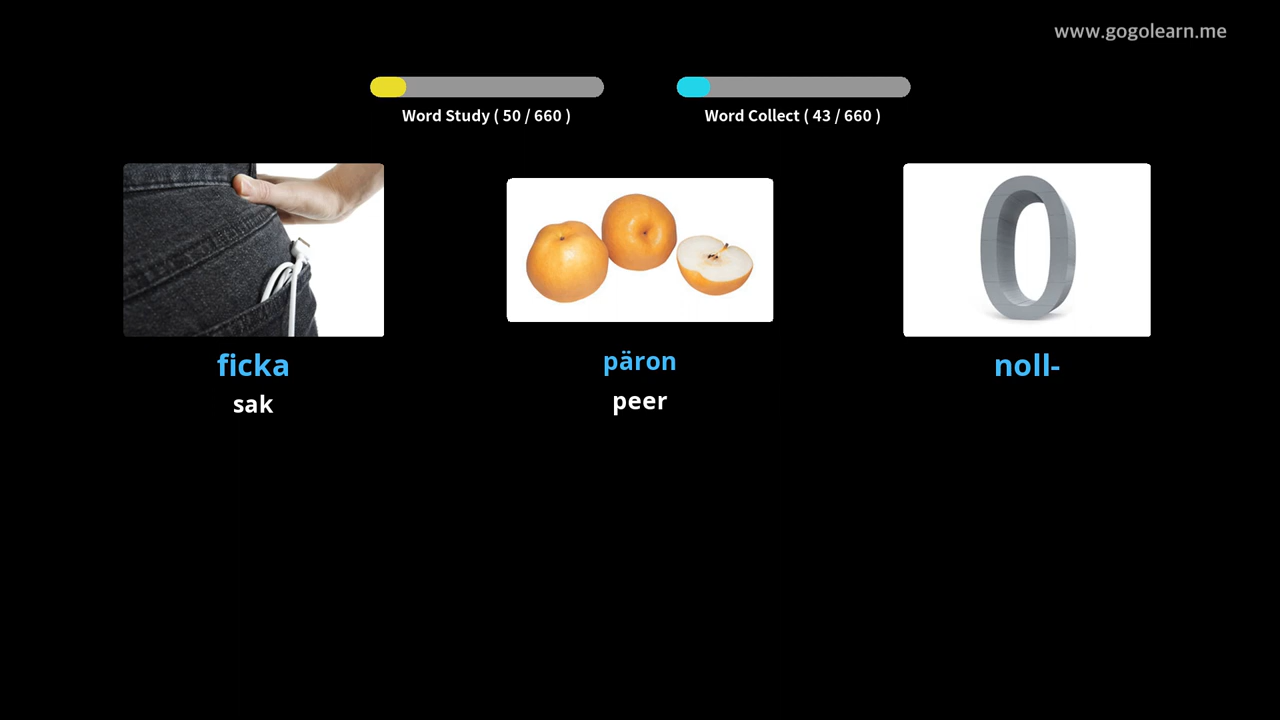 www.gogolearn.me
Word Study ( 50 / 660 )
Word Collect ( 43 / 660 )
ficka
päron
noll-
sak
peer